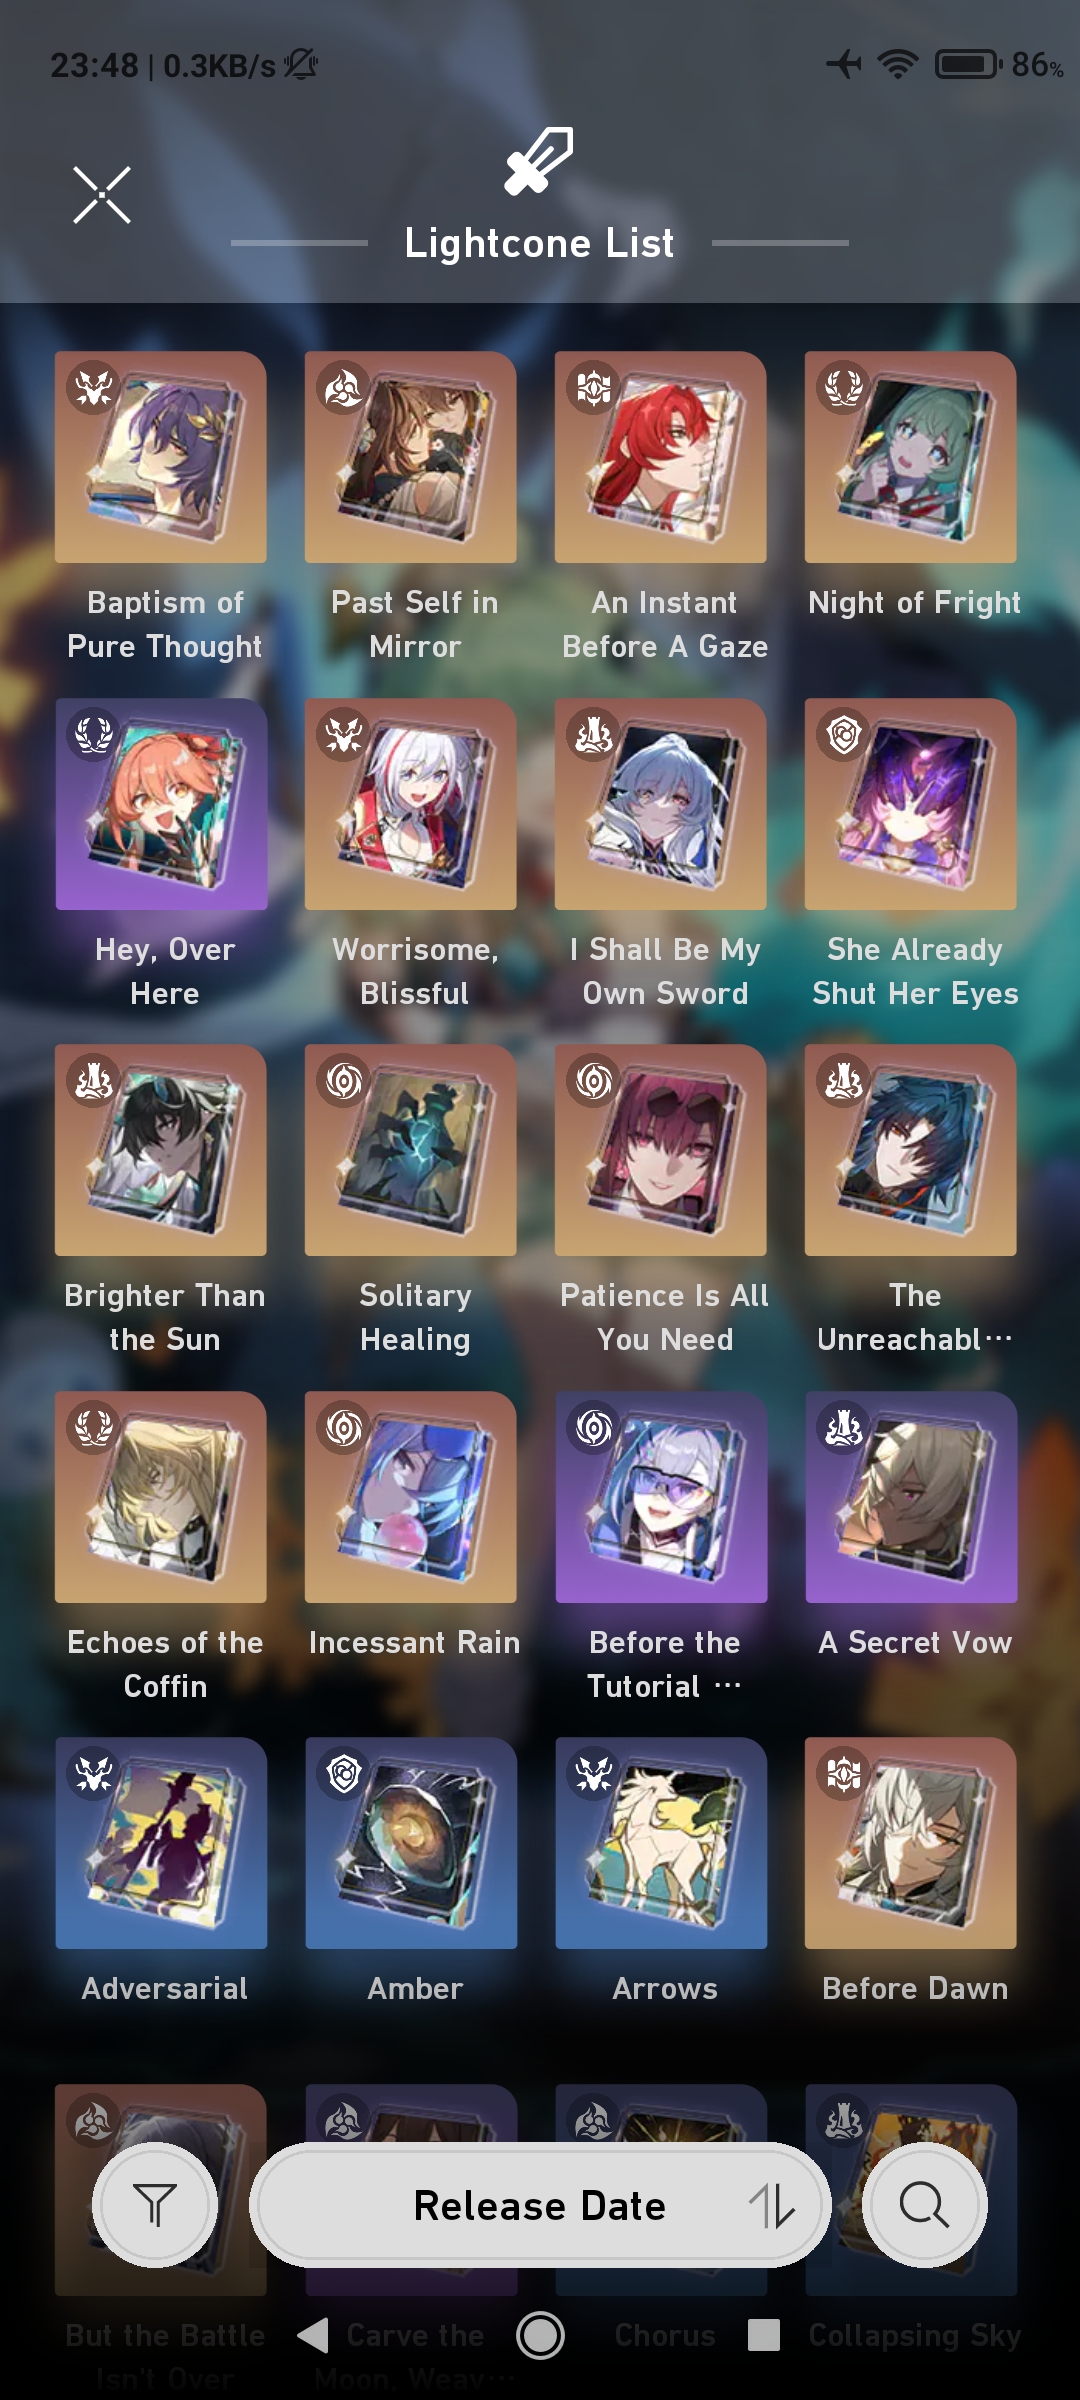 23:48 | 0.3KB/s 86%
Lightcone List
Baptism of Past Self in An Instant Night of Fright
Pure Thought Mirror Before A Gaze
Hey, Over Worrisome, I Shall Be My She Already
Here Blissful Own Sword Shut Her Eyes
Brighter Than Solitary Patience Is All The
the Sun Healing You Need Unreachabl...
Echoes of the Incessant Rain Before the A Secret Vow
Coffin Tutorial ...
Adversarial Amber Arrows Before Dawn
Release Date
But the Battle Carve the Chorus Collapsing Sky
Isn't Over Moon, Weav...